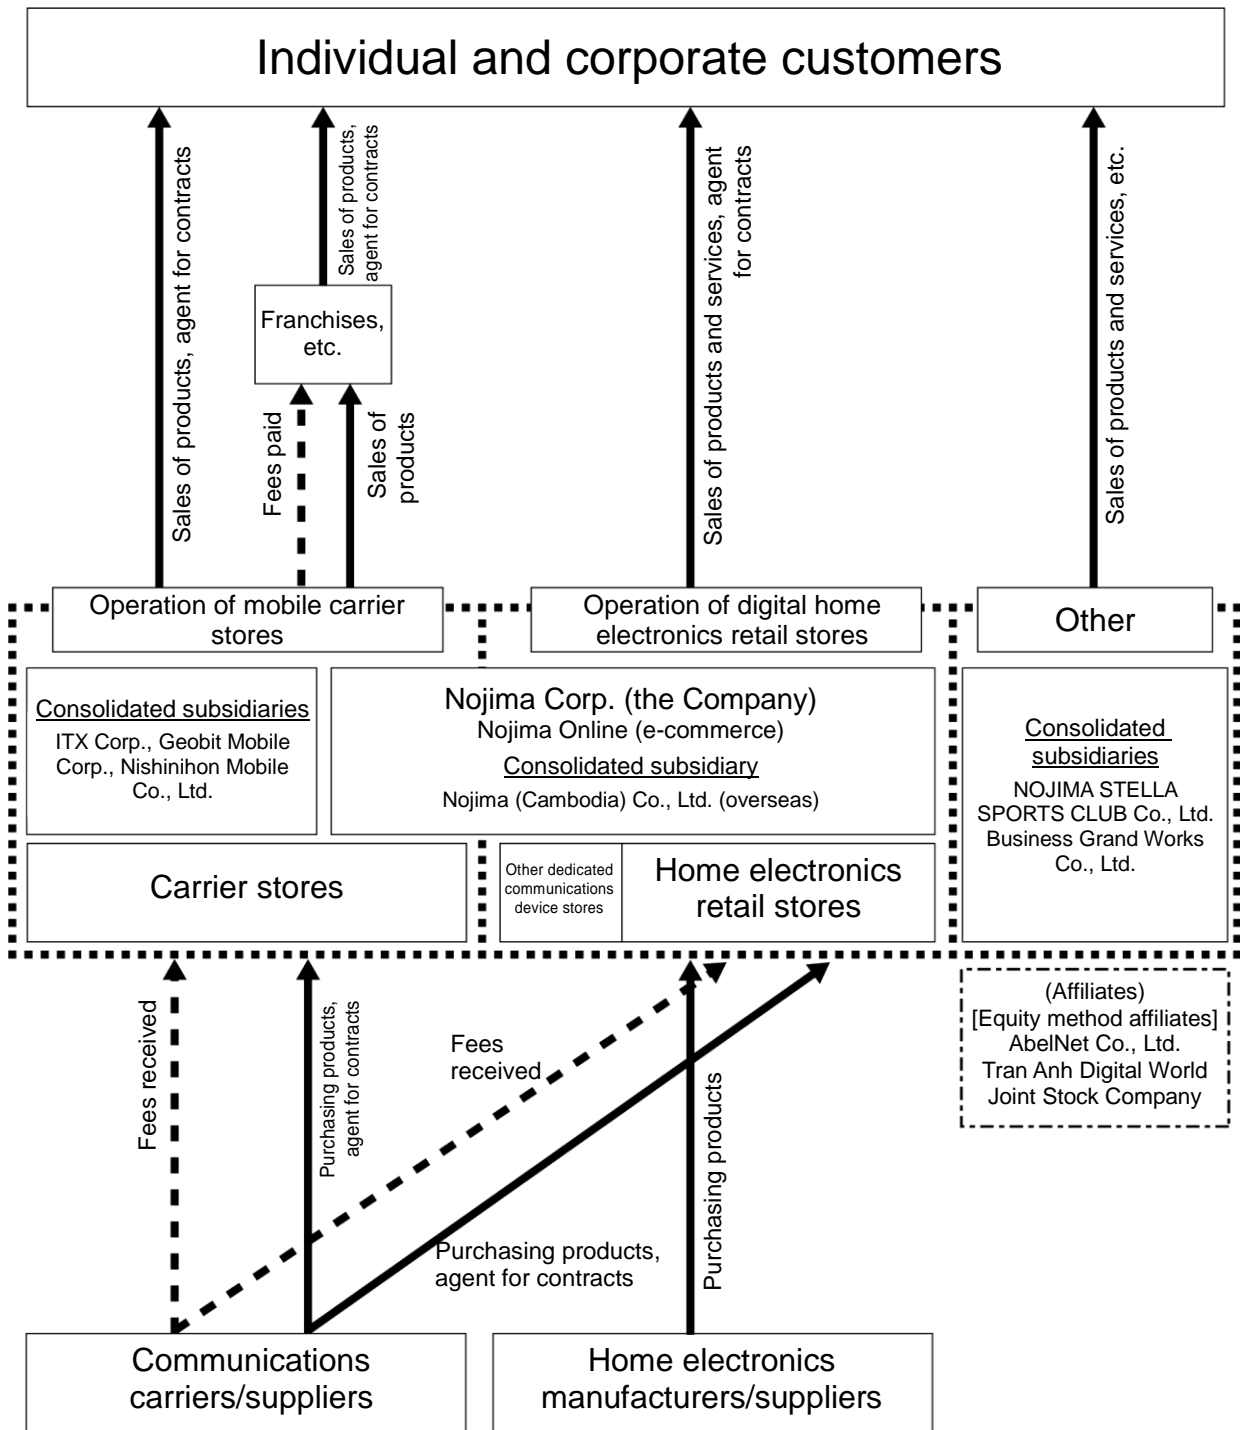 Individual and corporate customers
Sales of products, agent for contracts
Sales of products,
agent for contracts
Sales of products and services, agent
for contracts
Sales of products and services, etc.
Franchises,
etc.
Fees paid
Sales of
products
Operation of mobile carrier
stores
Operation of digital home
electronics retail stores
Other
Consolidated subsidiaries
ITX Corp., Geobit Mobile
Corp., Nishinihon Mobile
Co., Ltd.
Nojima Corp. (the Company)
Nojima Online (e-commerce)
Consolidated subsidiary
Nojima (Cambodia) Co., Ltd. (overseas)
Consolidated
subsidiaries
NOJIMA STELLA
SPORTS CLUB Co., Ltd.
Business Grand Works
Co., Ltd.
Carrier stores
Other dedicated
communications
device stores
Home electronics
retail stores
(Affiliates)
[Equity method affiliates]
AbelNet Co., Ltd.
Tran Anh Digital World
Joint Stock Company
Fees received
Purchasing products,
agent for contracts
Fees
received
Purchasing products,
agent for contracts
Purchasing products
Communications
carriers/suppliers
Home electronics
manufacturers/suppliers